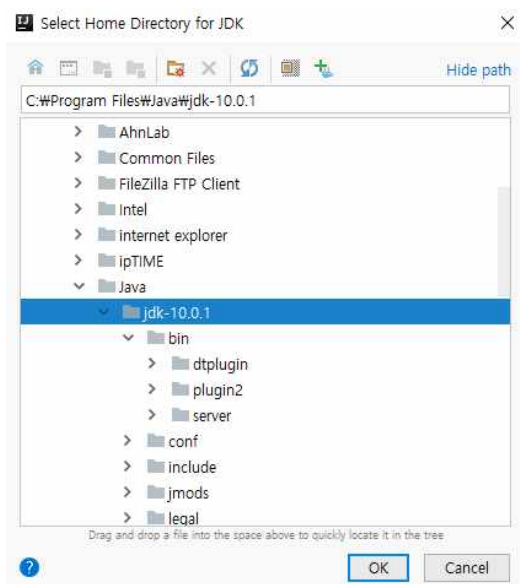 IJ Select Home Directory for JDK
Hide path
C:₩Program Files₩Java₩jdk-10.0.1
AhnLab
Common Files
FileZilla FTP Client
Intel
internet explorer
ipTIME
Java
jdk-10.0.1
bin
dtplugin
plugin2
server
conf
include
jmods
legal
Drag and drop a file into the space above to quickly locate it in the tree
? OK Cancel